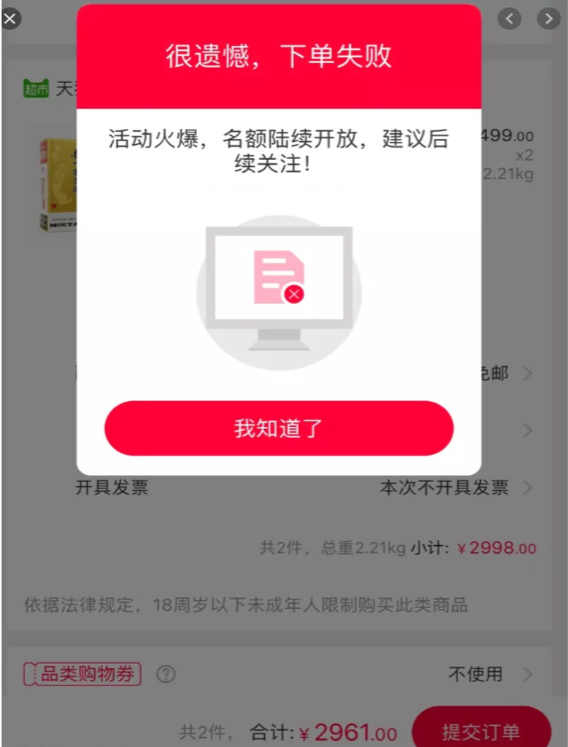 很遗憾，下单失败
超市 天
活动火爆，名额陆续开放，建议后
续关注！
499.00
x2
2.21kg
MOUTA
免邮
我知道了
开具发票 本次不开具发票
共2件，总重2.21kg 小计: ¥2998.00
依据法律规定，18周岁以下未成年人限制购买此类商品
品类购物券 ? 不使用
共2件， 合计: ¥2961.00 提交订单